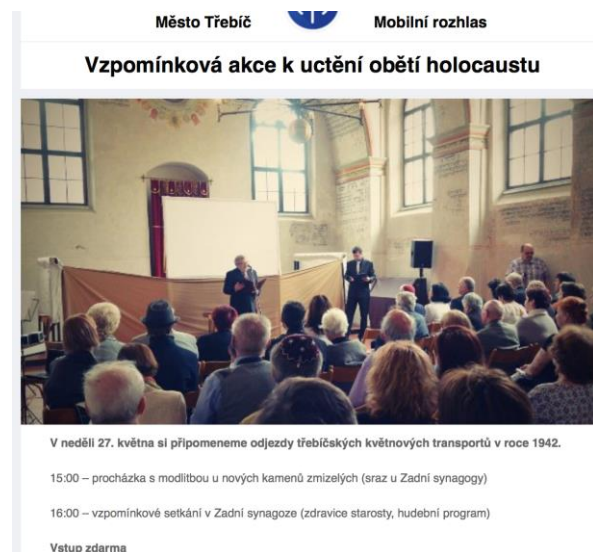 Město Třebíč
Mobilní rozhlas
Vzpomínková akce k uctění obětí holocaustu
V neděli 27. května si připomeneme odjezdy třebíčských květnových transportů v roce 1942.
15:00 – procházka s modlitbou u nových kamenů zmizelých (sraz u Zadní synagogy)
16:00 – vzpomínkové setkání v Zadní synagoze (zdravice starosty, hudební program)
Vstup zdarma